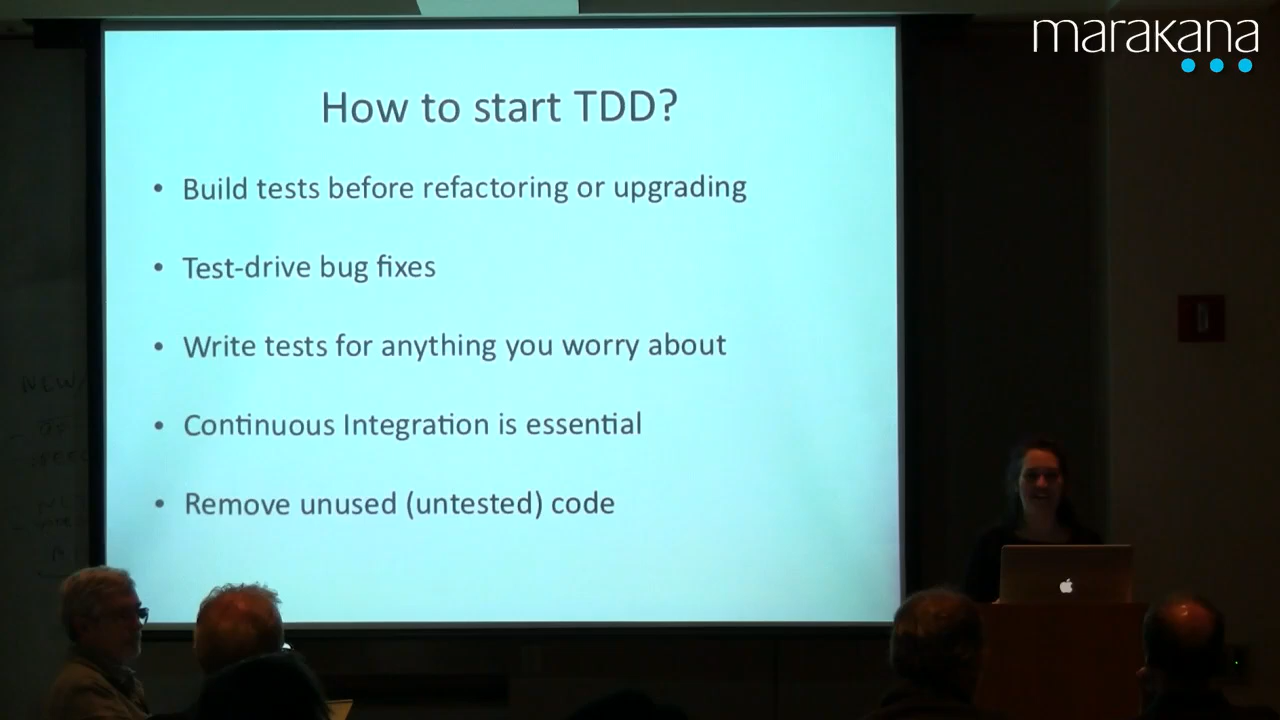 marakana
How to start TDD?
• Build tests before refactoring or upgrading
• Test-drive bug fixes
• Write tests for anything you worry about
• Continuous Integration is essential
• Remove unused (untested) code